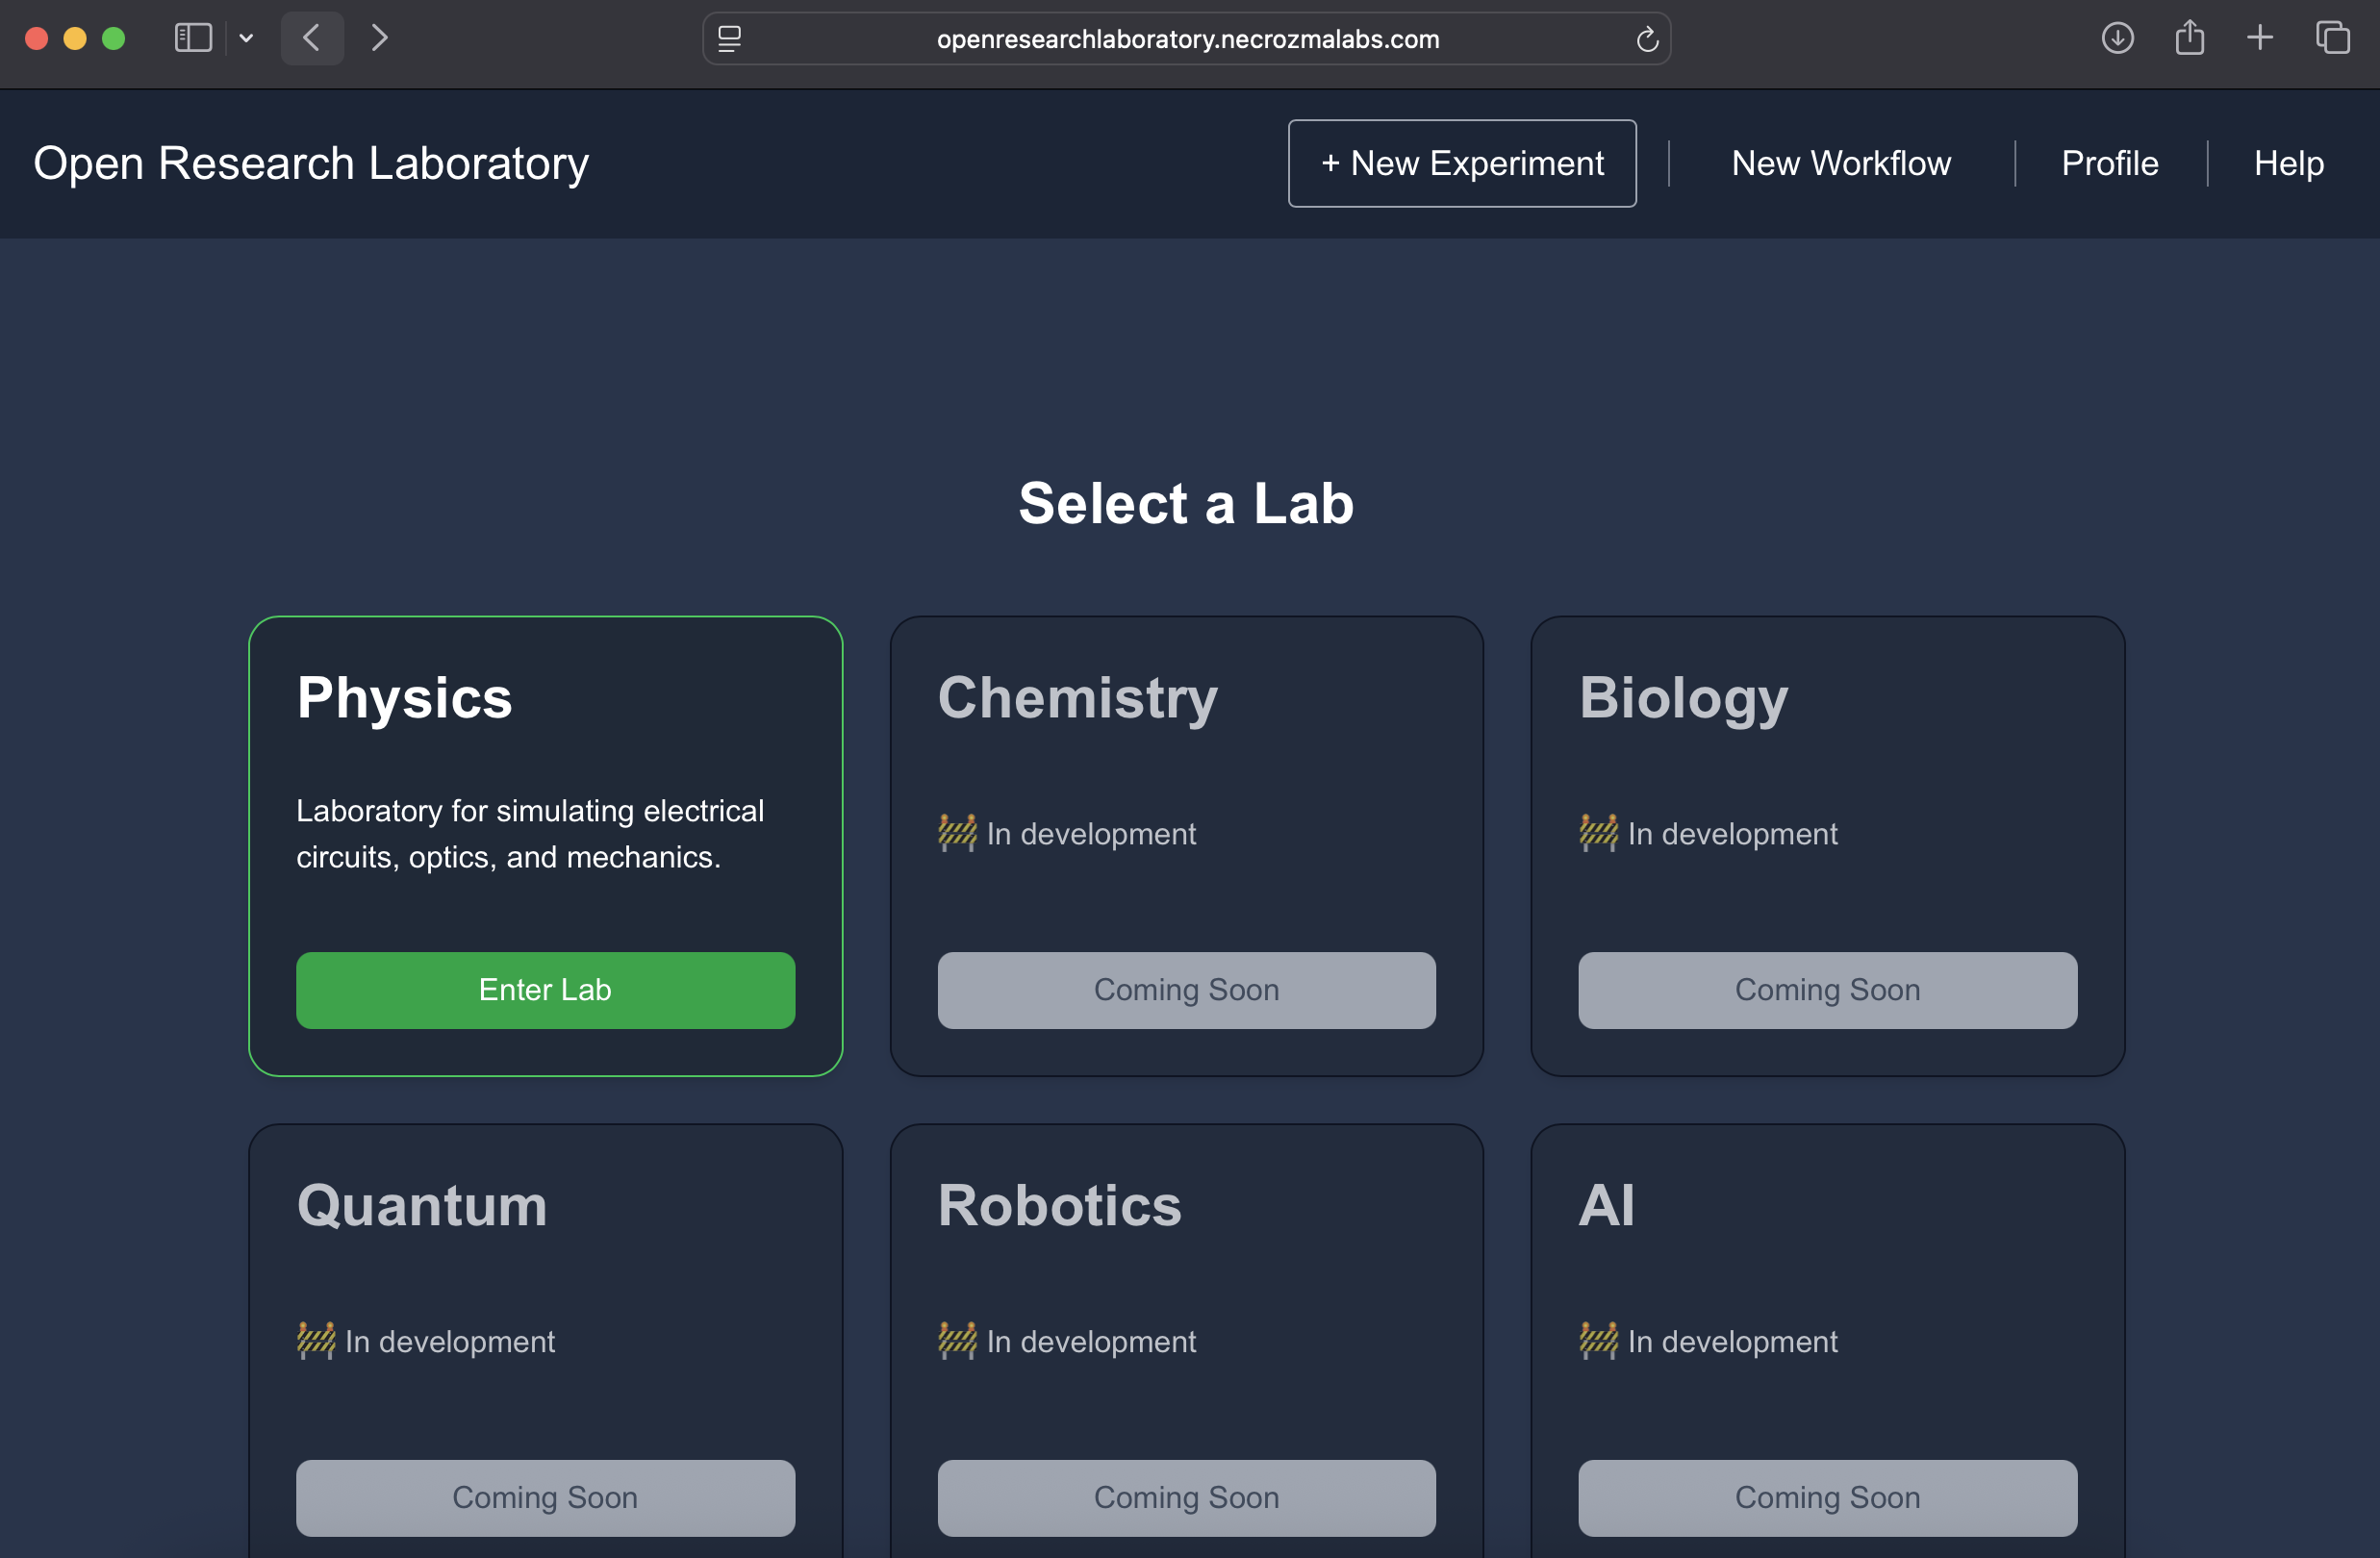 openresearchlaboratory.necrozmalabs.com
Open Research Laboratory
+ New Experiment
New Workflow
Profile
Help
Select a Lab
Physics
Laboratory for simulating electrical
circuits, optics, and mechanics.
Enter Lab
Chemistry
🚧 In development
Coming Soon
Biology
🚧 In development
Coming Soon
Quantum
🚧 In development
Coming Soon
Robotics
🚧 In development
Coming Soon
AI
🚧 In development
Coming Soon